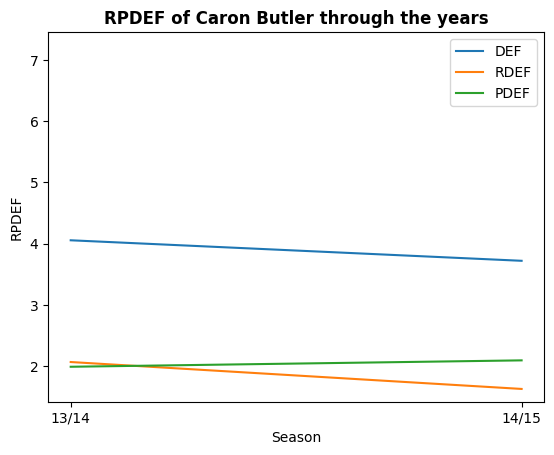 RPDEF of Caron Butler through the years
DEF
RDEF
PDEF
7
6
5
4
3
2
RPDEF
13/14
14/15
Season